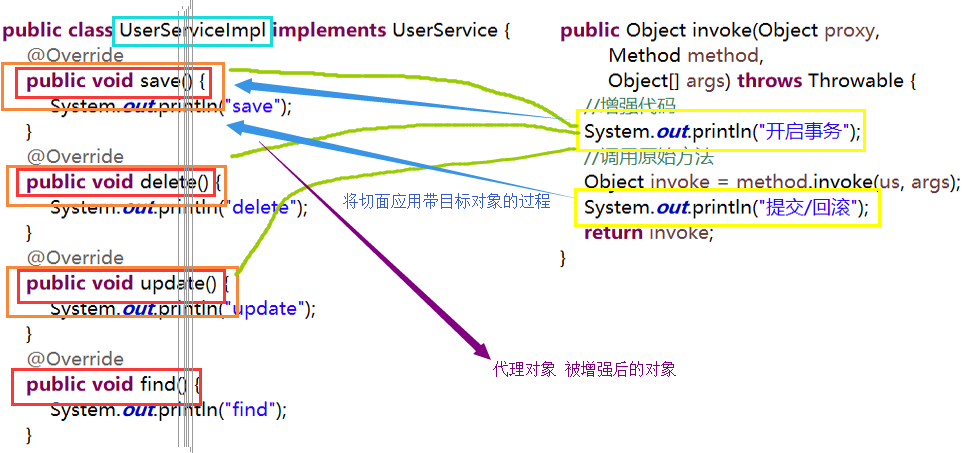 public class UserServiceImpl implements UserService {
@Override
public void save() {
System.out.println("save");
}
@Override
public void delete() {
System.out.println("delete");
}
@Override
public void update() {
System.out.println("update");
}
@Override
public void find() {
System.out.println("find");
}
public Object invoke(Object proxy,
Method method,
Object[] args) throws Throwable {
//增强代码
System.out.println("开启事务");
//调用原始方法
Object invoke = method.invoke(us, args);
System.out.println("提交/回滚");
return invoke;
}
将切面应用带目标对象的过程
代理对象 被增强后的对象